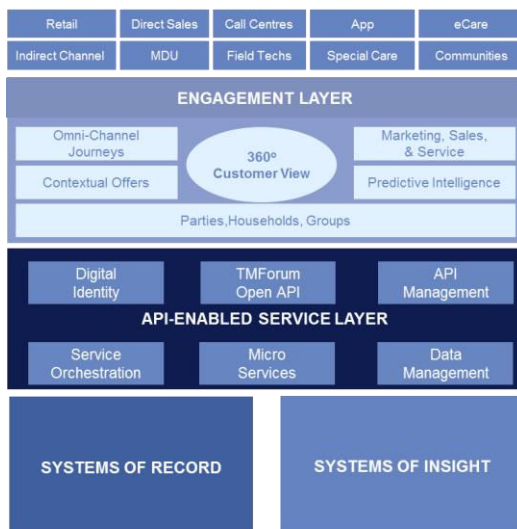 Retail
Direct Sales
Call Centres
App
eCare
Indirect Channel
MDU
Field Techs
Special Care
Communities
ENGAGEMENT LAYER
Omni-Channel
Journeys
360º
Customer View
Marketing, Sales,
& Service
Contextual Offers
Predictive Intelligence
Parties,Households, Groups
Digital
Identity
TMForum
Open API
API
Management
API-ENABLED SERVICE LAYER
Service
Orchestration
Micro
Services
Data
Management
SYSTEMS OF RECORD
SYSTEMS OF INSIGHT